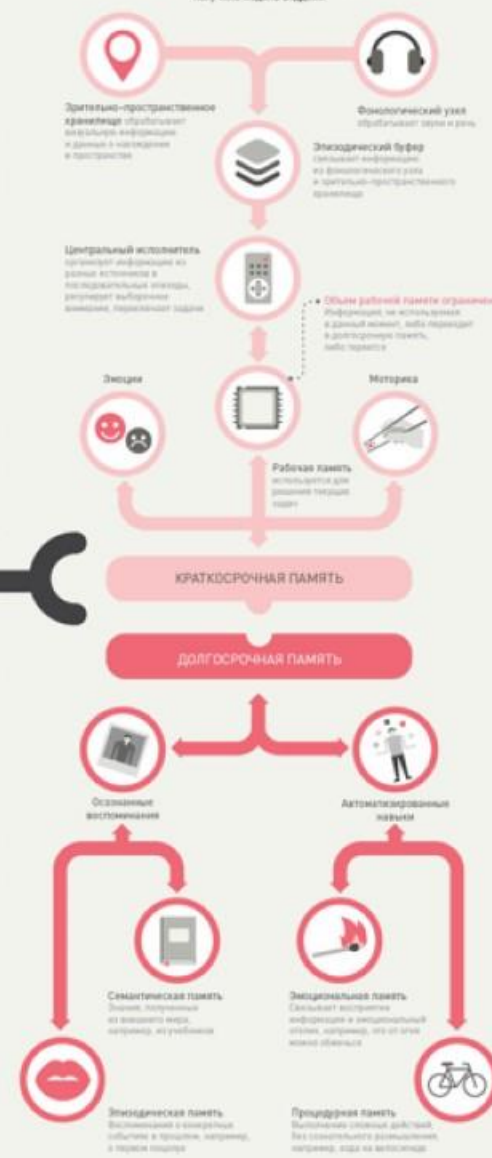 Зрительно-пространственное
хранилище обрабатывает
визуальную информацию
и данные о нахождении
в пространстве
Фонологический узел
обрабатывает звуки и речь
Эпизодический буфер
связывает информацию
из фонологического узла
и зрительно-пространственного
хранилища
Центральный исполнитель
организует информацию из
разных источников в
последовательные эпизоды,
регулирует выборочное
внимание, переключает задачи
Объем рабочей памяти ограничен
Информация, не используемая
в данный момент, либо переходит
в долгосрочную память,
либо теряется
Эмоции
Моторика
Рабочая память
используется для
решения текущих
задач
КРАТКОСРОЧНАЯ ПАМЯТЬ
ДОЛГОСРОЧНАЯ ПАМЯТЬ
Осознанные
воспоминания
Автоматизированные
навыки
Семантическая память
Знания, полученные
из внешнего мира,
например, из учебников
Эмоциональная память
Связывает восприятие
информации и эмоциональный
отклик, например, что от огня
можно обжечься
Эпизодическая память
Воспоминания о конкретных
событиях в прошлом, например,
о первом поцелуе
Процедурная память
Выполнение сложных действий,
без сознательного размышления,
например, езда на велосипеде